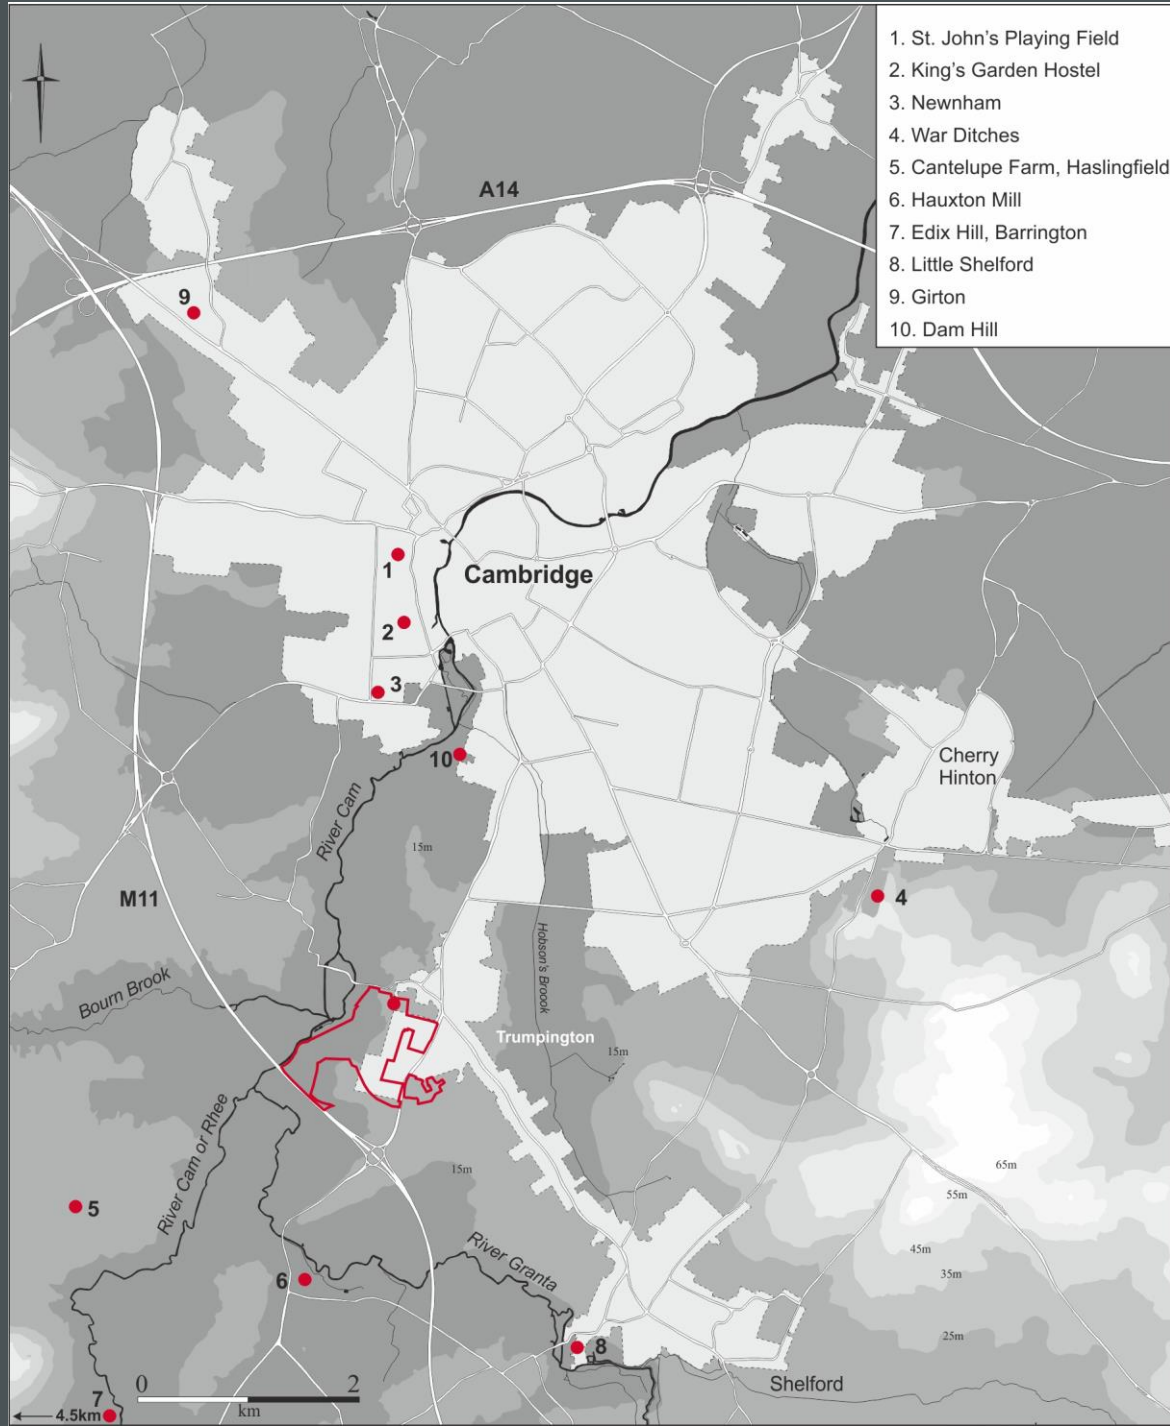 1. St. John's Playing Field
2. King's Garden Hostel
3. Newnham
4. War Ditches
5. Cantelupe Farm, Haslingfield
6. Hauxton Mill
7. Edix Hill, Barrington
8. Little Shelford
9. Girton
10. Dam Hill
A14
9
1
Cambridge
2
3
10
Cherry
Hinton
River Cam
15m
M11
4
Hobson's Broook
Bourn Brook
Trumpington
15m
River Cam or Rhee
15m
65m
55m
5
45m
35m
River Granta
6
25m
8
Shelford
0 2
km
7
4.5km